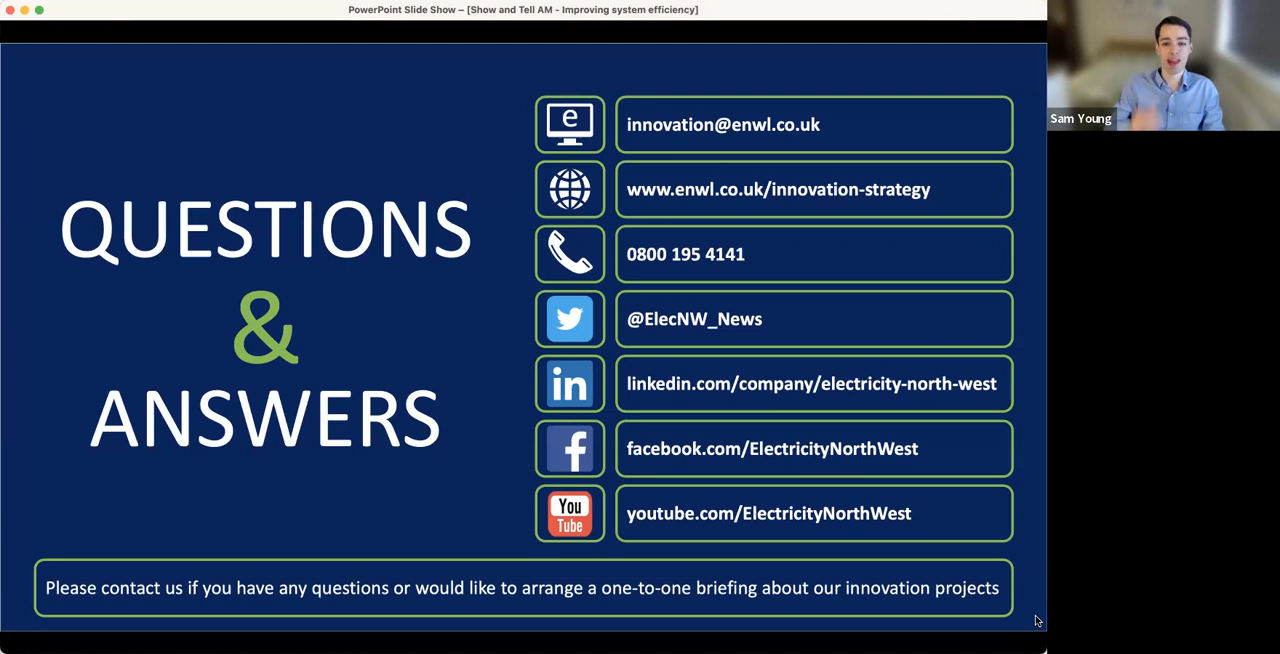 PowerPoint Slide Show – [Show and Tell AM - Improving system efficiency]
QUESTIONS
&
ANSWERS
e
innovation@enwl.co.uk
www.enwl.co.uk/innovation-strategy
0800 195 4141
@ElecNW_News
in
linkedin.com/company/electricity-north-west
f
facebook.com/ElectricityNorthWest
You
Tube
youtube.com/ElectricityNorthWest
Please contact us if you have any questions or would like to arrange a one-to-one briefing about our innovation projects
Sam Young